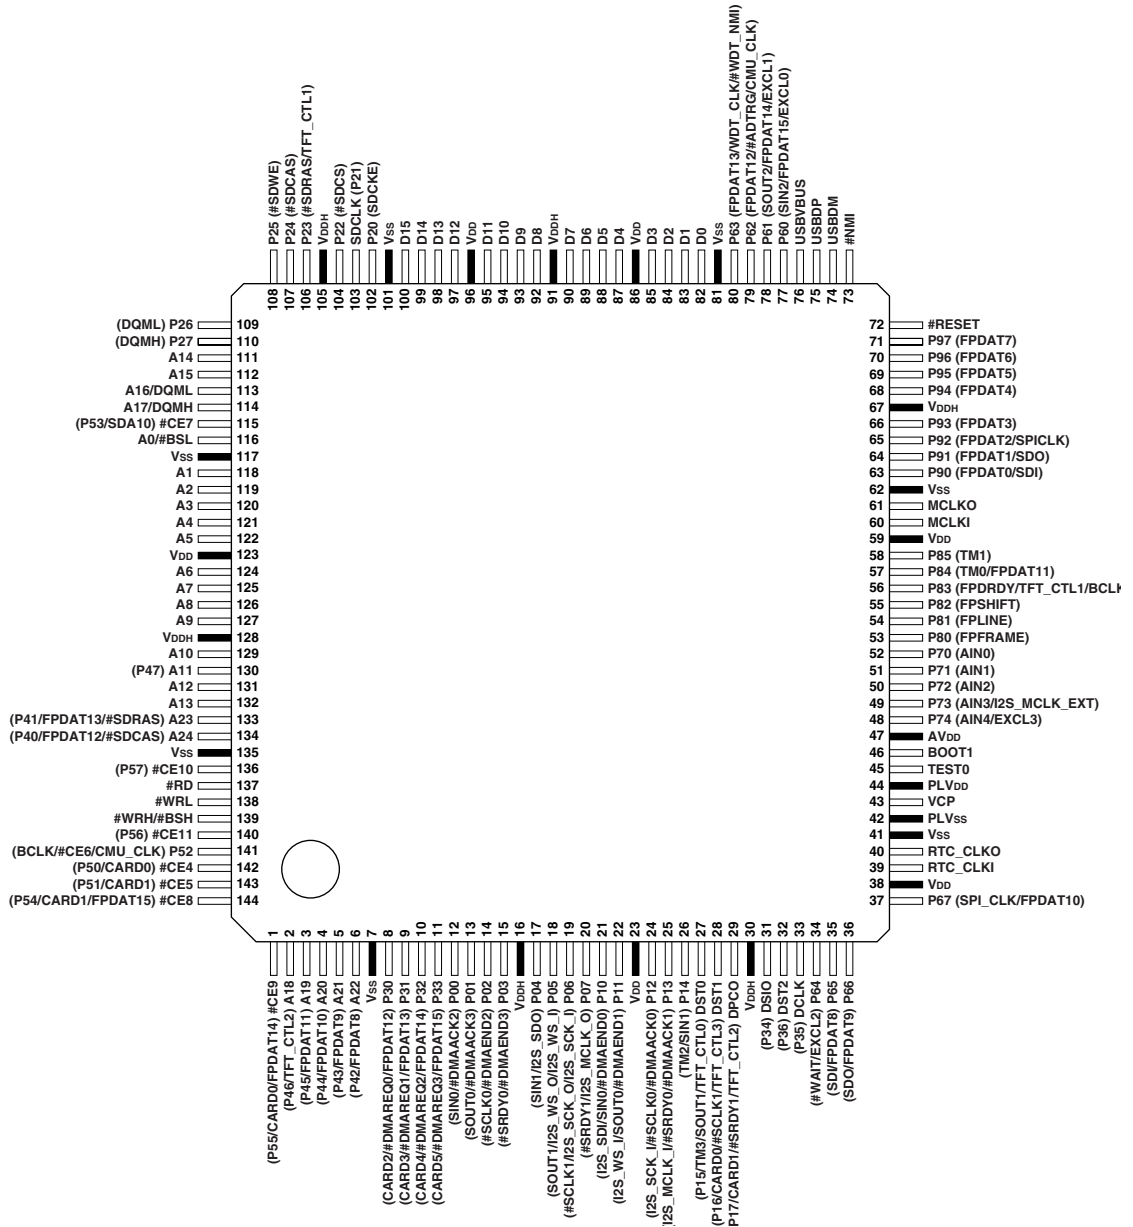 P25 (#SDWE)
P24 (#SDCAS)
P23 (#SDRAS/TFT_CTL1)
VDDH
P22 (#SDCS)
SDCLK (P21)
P20 (SDCKE)
VSS
D15
D14
D13
D12
VDD
D11
D10
D9
D8
VDDH
D7
D6
D5
D4
VDD
D3
D2
D1
D0
VSS
P63 (FPDAT13/WDT_CLK/#WDT_NMI)
P62 (FPDAT12/#ADTRG/CMU_CLK)
P61 (SOUT2/FPDAT14/EXCL1)
P60 (SIN2/FPDAT15/EXCL0)
USBVBUS
USBDP
USBDM
#NMI
108 107 106 105 104 103 102 101 100 99 98 97 96 95 94 93 92 91 90 89 88 87 86 85 84 83 82 81 80 79 78 77 76 75 74 73
(DQML) P26 109
(DQMH) P27 110
A14 111
A15 112
A16/DQML 113
A17/DQMH 114
(P53/SDA10) #CE7 115
A0/#BSL 116
VSS 117
A1 118
A2 119
A3 120
A4 121
A5 122
VDD 123
A6 124
A7 125
A8 126
A9 127
VDDH 128
A10 129
(P47) A11 130
A12 131
A13 132
(P41/FPDAT13/#SDRAS) A23 133
(P40/FPDAT12/#SDCAS) A24 134
VSS 135
(P57) #CE10 136
#RD 137
#WRL 138
#WRH/#BSH 139
(P56) #CE11 140
(BCLK/#CE6/CMU_CLK) P52 141
(P50/CARD0) #CE4 142
(P51/CARD1) #CE5 143
(P54/CARD1/FPDAT15) #CE8 144
72 #RESET
71 P97 (FPDAT7)
70 P96 (FPDAT6)
69 P95 (FPDAT5)
68 P94 (FPDAT4)
67 VDDH
66 P93 (FPDAT3)
65 P92 (FPDAT2/SPICLK)
64 P91 (FPDAT1/SDO)
63 P90 (FPDAT0/SDI)
62 VSS
61 MCLKO
60 MCLKI
59 VDD
58 P85 (TM1)
57 P84 (TM0/FPDAT11)
56 P83 (FPDRDY/TFT_CTL1/BCLK
55 P82 (FPSHIFT)
54 P81 (FPLINE)
53 P80 (FPFRAME)
52 P70 (AIN0)
51 P71 (AIN1)
50 P72 (AIN2)
49 P73 (AIN3/I2S_MCLK_EXT)
48 P74 (AIN4/EXCL3)
47 AVDD
46 BOOT1
45 TEST0
44 PLVDD
43 VCP
42 PLVSS
41 VSS
40 RTC_CLKO
39 RTC_CLKI
38 VDD
37 P67 (SPI_CLK/FPDAT10)
1 2 3 4 5 6 7 8 9 10 11 12 13 14 15 16 17 18 19 20 21 22 23 24 25 26 27 28 29 30 31 32 33 34 35 36
(P55/CARD0/FPDAT14) #CE9
(P46/TFT_CTL2) A18
(P45/FPDAT11) A19
(P44/FPDAT10) A20
(P43/FPDAT9) A21
(P42/FPDAT8) A22
VSS
(CARD2/#DMAREQ0/FPDAT12) P30
(CARD3/#DMAREQ1/FPDAT13) P31
(CARD4/#DMAREQ2/FPDAT14) P32
(CARD5/#DMAREQ3/FPDAT15) P33
(SIN0/#DMAACK2) P00
(SOUT0/#DMAACK3) P01
(#SCLK0/#DMAEND2) P02
(#SRDY0/#DMAEND3) P03
VDDH
(SIN1/I2S_SDO) P04
(SOUT1/I2S_WS_O/I2S_WS_I) P05
(#SCLK1/I2S_SCK_O/I2S_SCK_I) P06
(#SRDY1/I2S_MCLK_O) P07
(I2S_SDI/SIN0/#DMAEND0) P10
(I2S_WS_I/SOUT0/#DMAEND1) P11
VDD
(I2S_SCK_I/#SCLK0/#DMAACK0) P12
I2S_MCLK_I/#SRDY0/#DMAACK1) P13
(TM2/SIN1) P14
(P15/TM3/SOUT1/TFT_CTL0) DST0
(P16/CARD0/#SCLK1/TFT_CTL3) DST1
P17/CARD1/#SRDY1/TFT_CTL2) DPCO
VDDH
(P34) DSIO
(P36) DST2
(P35) DCLK
(#WAIT/EXCL2) P64
(SDI/FPDAT8) P65
(SDO/FPDAT9) P66